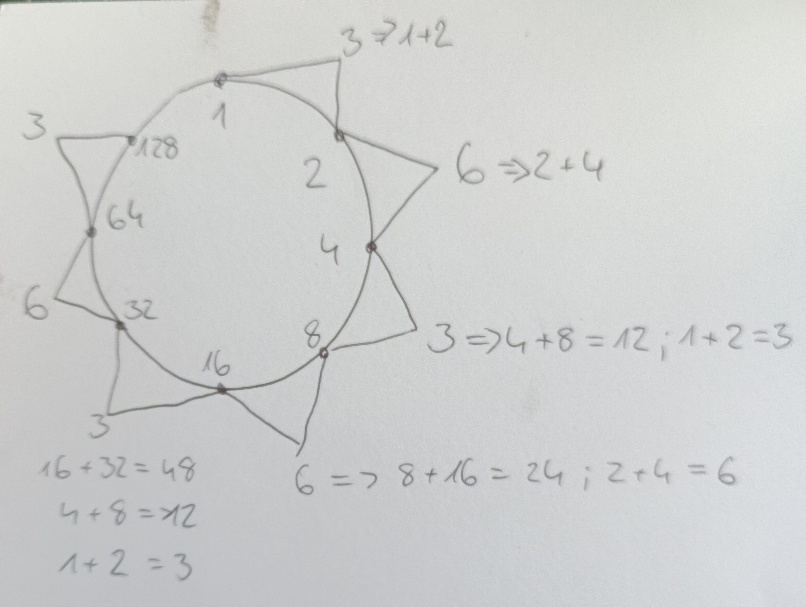 3 => 1+2
1
3
128
2
6 => 2+4
64
4
6
32
8
3 => 4+8 = 12 ; 1+2 = 3
16
3
16 + 32 = 48
6 => 8+16 = 24 ; 2+4 = 6
4 + 8 = 12
1 + 2 = 3